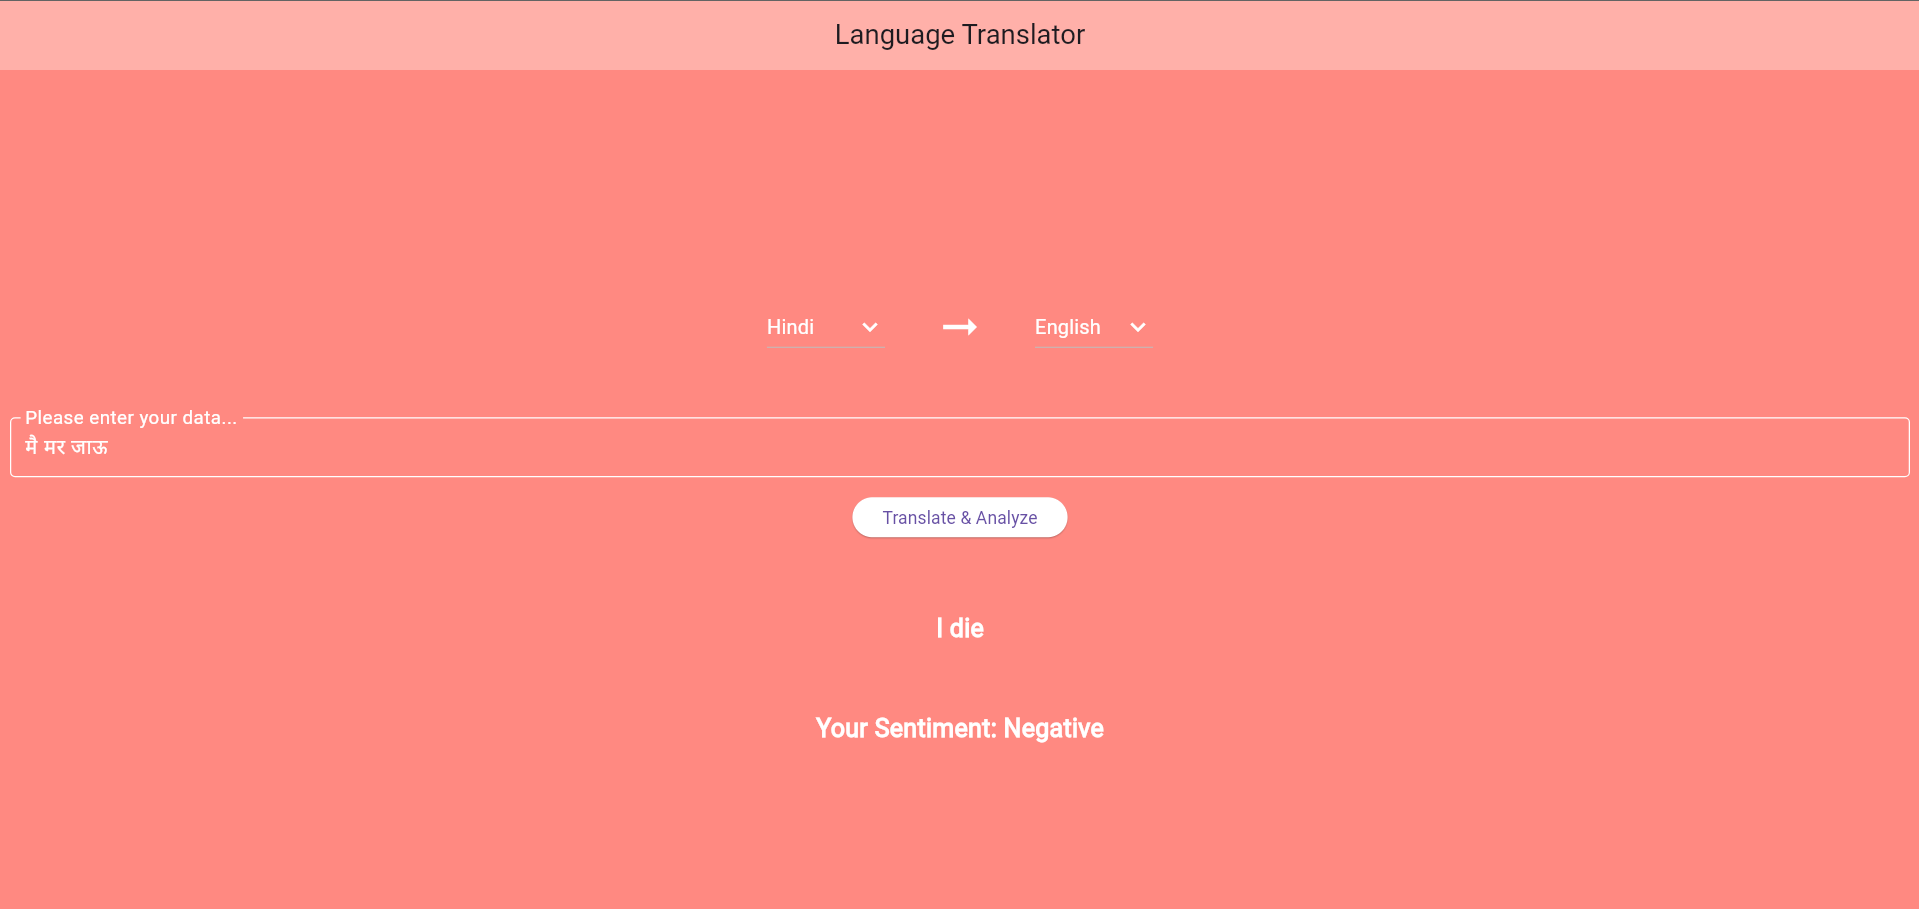 Language Translator
Hindi
English
Please enter your data...
मै मर जाऊ
Translate & Analyze
I die
Your Sentiment: Negative